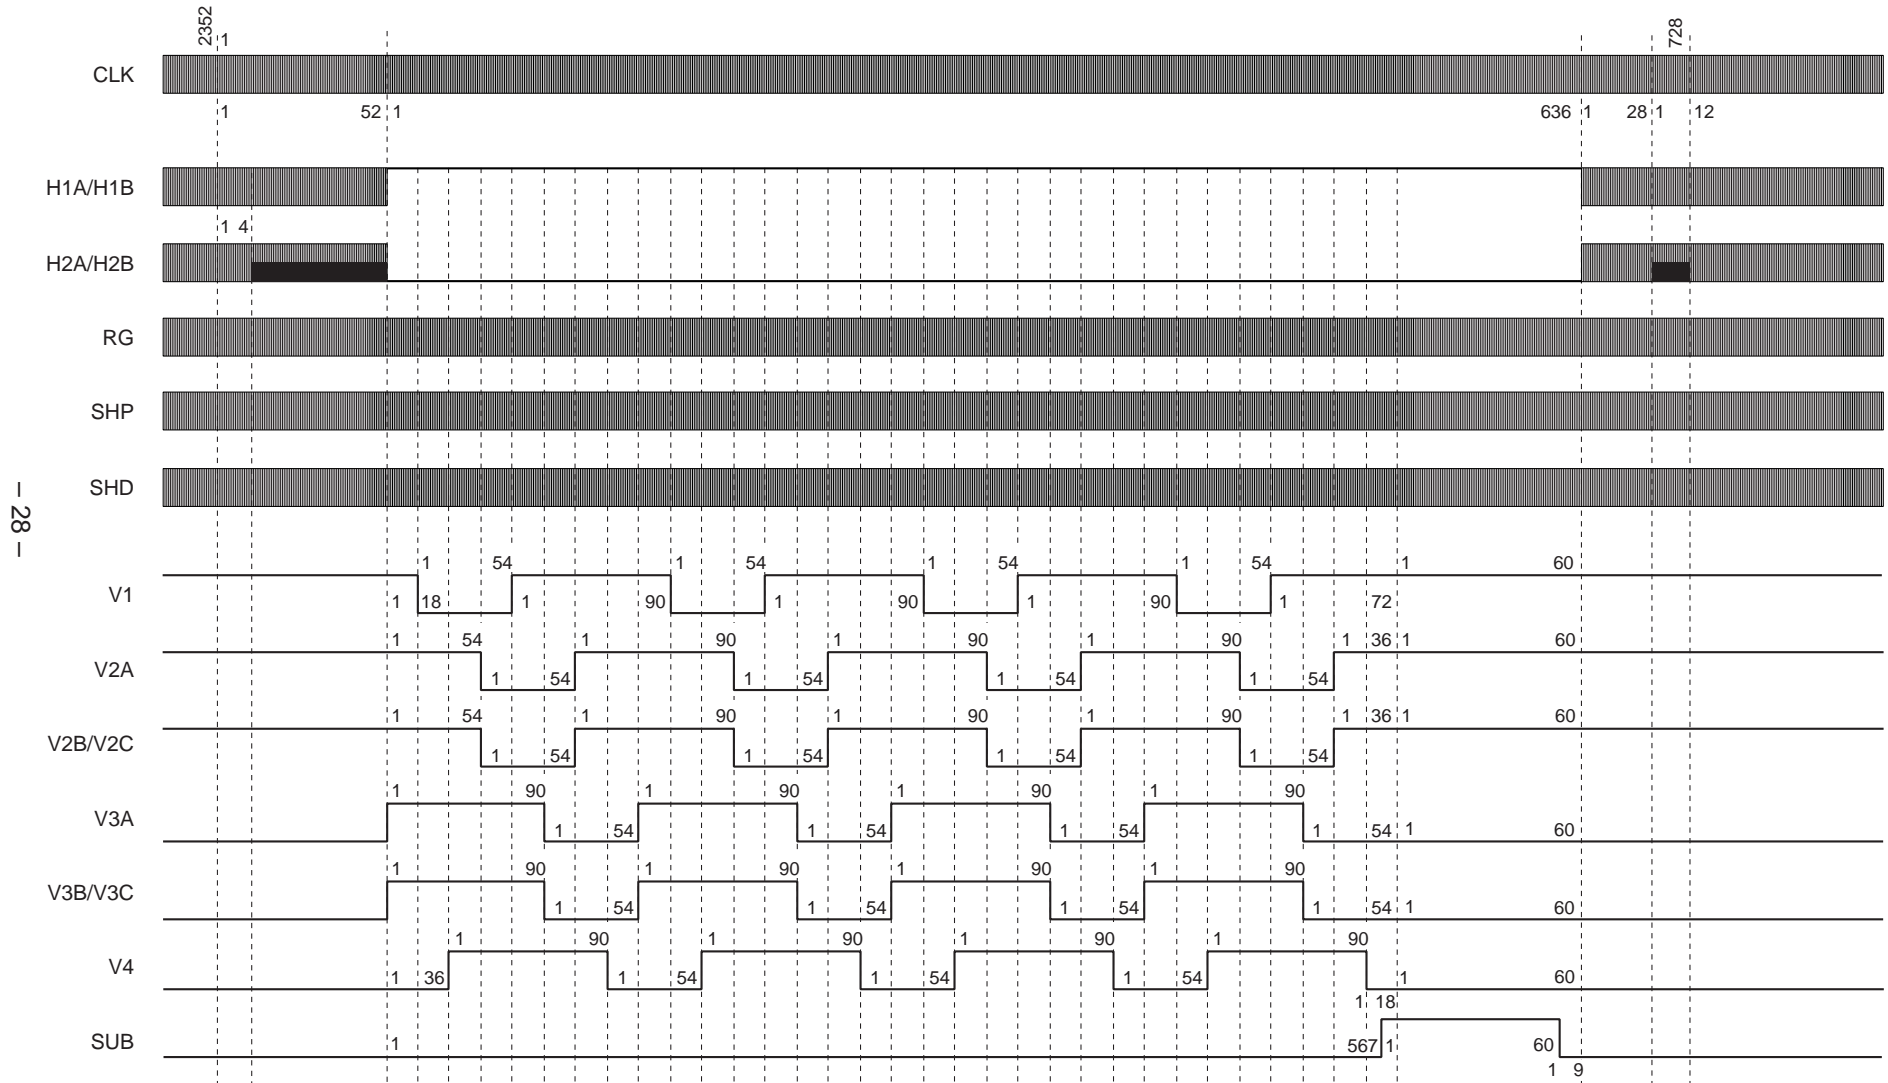 2352
1
728
CLK
1 52 1 636 1 28 1 12
H1A/H1B
1 4
H2A/H2B
RG
SHP
SHD
– 28 –
1 54 1 54 1 54 1 54 1 60
V1
1 18 1 90 1 90 1 90 1 72
1 54 1 90 1 90 1 90 1 36 1 60
V2A
1 54 1 54 1 54 1 54
1 54 1 90 1 90 1 90 1 36 1 60
V2B/V2C
1 54 1 54 1 54 1 54
1 90 1 90 1 90 1 90
V3A
1 54 1 54 1 54 1 54 1 60
1 90 1 90 1 90 1 90
V3B/V3C
1 54 1 54 1 54 1 54 1 60
1 90 1 90 1 90 1 90
V4
1 36 1 54 1 54 1 54 1 60
1 18
SUB
1 567 1 60
1 9